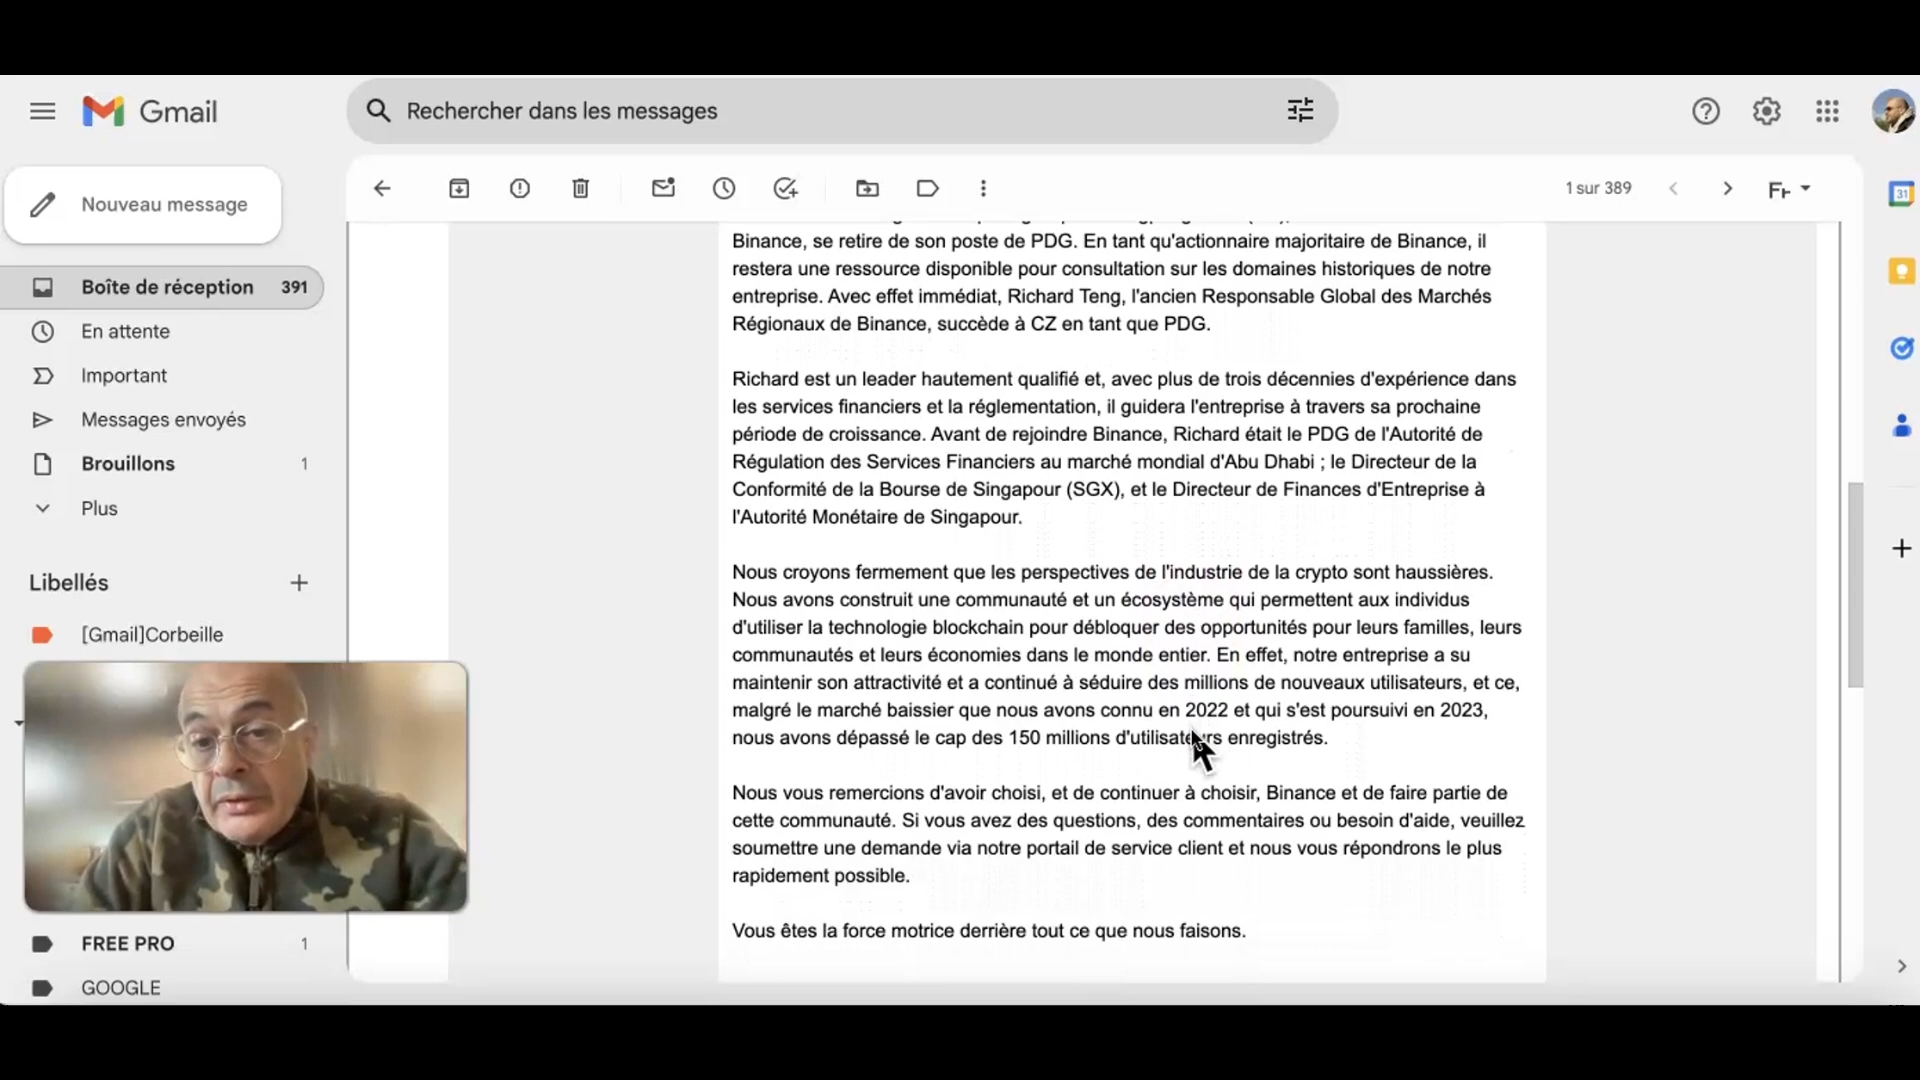 Gmail
Rechercher dans les messages
Nouveau message
1 sur 389
Boîte de réception 391
En attente
Important
Messages envoyés
Brouillons 1
Plus
Libellés
[Gmail]Corbeille
FREE PRO 1
GOOGLE
Binance, se retire de son poste de PDG. En tant qu'actionnaire majoritaire de Binance, il
restera une ressource disponible pour consultation sur les domaines historiques de notre
entreprise. Avec effet immédiat, Richard Teng, l'ancien Responsable Global des Marchés
Régionaux de Binance, succède à CZ en tant que PDG.
Richard est un leader hautement qualifié et, avec plus de trois décennies d'expérience dans
les services financiers et la réglementation, il guidera l'entreprise à travers sa prochaine
période de croissance. Avant de rejoindre Binance, Richard était le PDG de l'Autorité de
Régulation des Services Financiers au marché mondial d'Abu Dhabi ; le Directeur de la
Conformité de la Bourse de Singapour (SGX), et le Directeur de Finances d'Entreprise à
l'Autorité Monétaire de Singapour.
Nous croyons fermement que les perspectives de l'industrie de la crypto sont haussières.
Nous avons construit une communauté et un écosystème qui permettent aux individus
d'utiliser la technologie blockchain pour débloquer des opportunités pour leurs familles, leurs
communautés et leurs économies dans le monde entier. En effet, notre entreprise a su
maintenir son attractivité et a continué à séduire des millions de nouveaux utilisateurs, et ce,
malgré le marché baissier que nous avons connu en 2022 et qui s'est poursuivi en 2023,
nous avons dépassé le cap des 150 millions d'utilisateurs enregistrés.
Nous vous remercions d'avoir choisi, et de continuer à choisir, Binance et de faire partie de
cette communauté. Si vous avez des questions, des commentaires ou besoin d'aide, veuillez
soumettre une demande via notre portail de service client et nous vous répondrons le plus
rapidement possible.
Vous êtes la force motrice derrière tout ce que nous faisons.
31